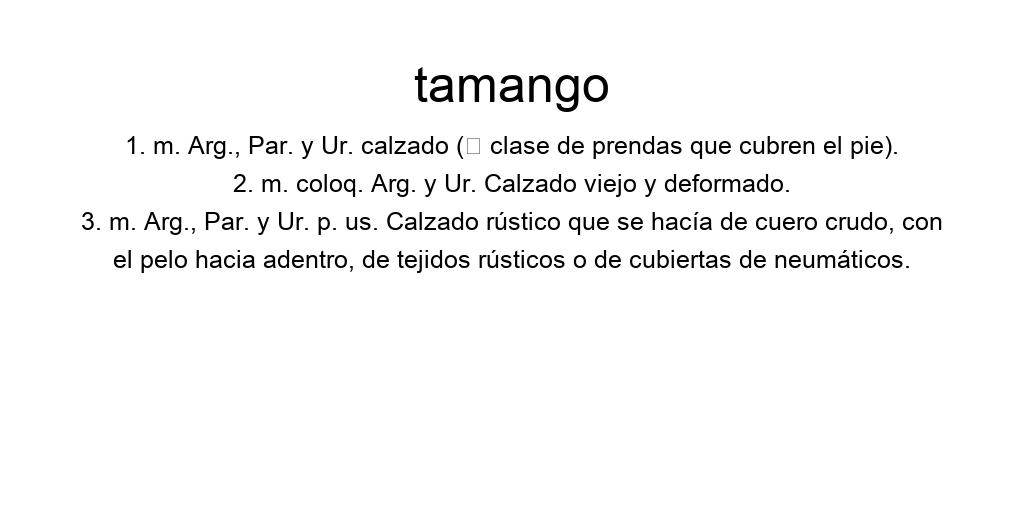 tamango
1. m. Arg., Par. y Ur. calzado (□ clase de prendas que cubren el pie).
2. m. coloq. Arg. y Ur. Calzado viejo y deformado.
3. m. Arg., Par. y Ur. p. us. Calzado rústico que se hacía de cuero crudo, con
el pelo hacia adentro, de tejidos rústicos o de cubiertas de neumáticos.